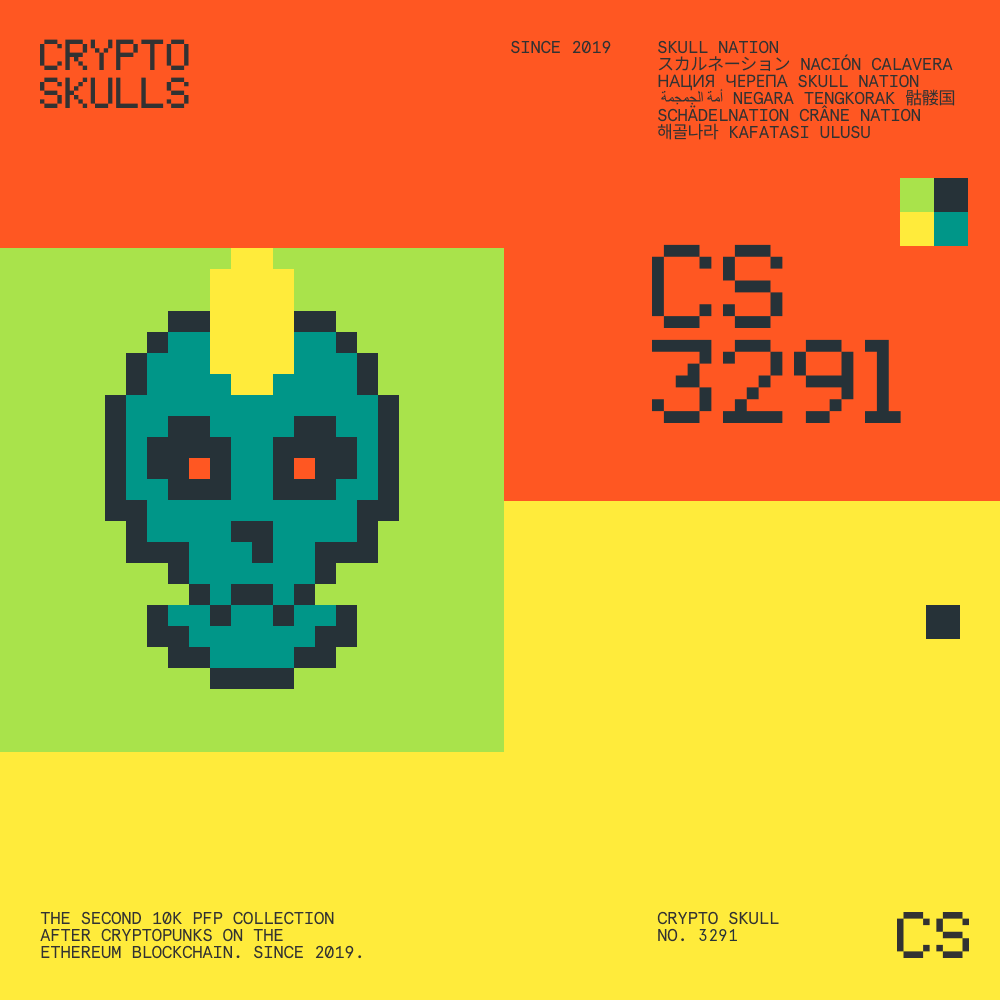 CRYPTO
SKULLS
SINCE 2019
SKULL NATION
スカルネーション NACIÓN CALAVERA
НАЦИЯ ЧЕРЕПА SKULL NATION
أمة الجمجمة NEGARA TENGKORAK 骷髅国
SCHÄDELNATION CRÂNE NATION
해골나라 KAFATASI ULUSU
CS
3291
THE SECOND 10K PFP COLLECTION
AFTER CRYPTOPUNKS ON THE
ETHEREUM BLOCKCHAIN. SINCE 2019.
CRYPTO SKULL
NO. 3291
CS